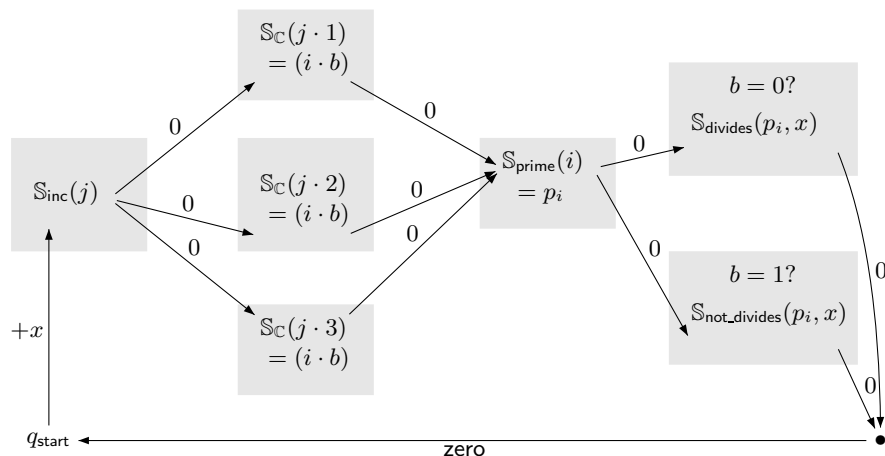 𝕊_ℂ(j · 1)
= (i · b)
0
0
b = 0?
𝕊_divides(p_i, x)
0
𝕊_inc(j)
0
𝕊_ℂ(j · 2)
= (i · b)
0
𝕊_prime(i)
= p_i
0
0
0
0
b = 1?
𝕊_not_divides(p_i, x)
𝕊_ℂ(j · 3)
= (i · b)
+x
0
q_start
zero